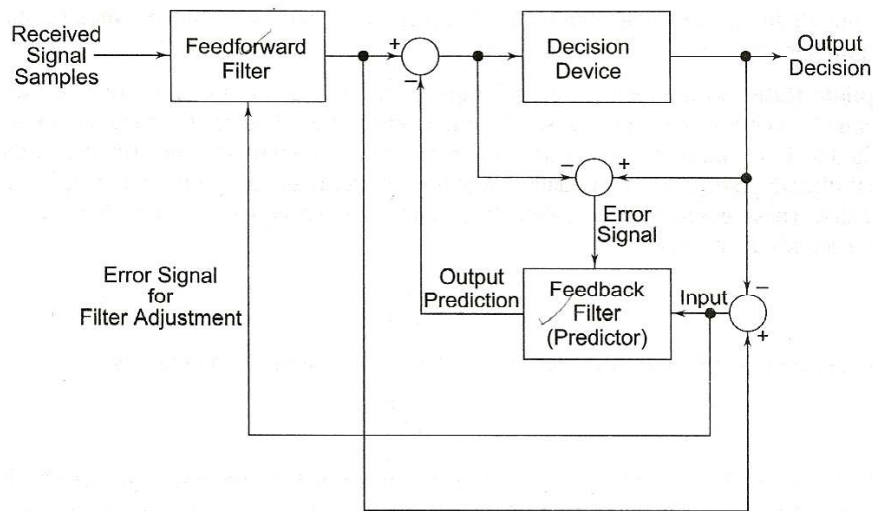 Received
Signal
Samples
Feedforward
Filter
+
−
Decision
Device
Output
Decision
−
+
Error
Signal
Error Signal
for
Filter Adjustment
Output
Prediction
Feedback
Filter
(Predictor)
Input
−
+